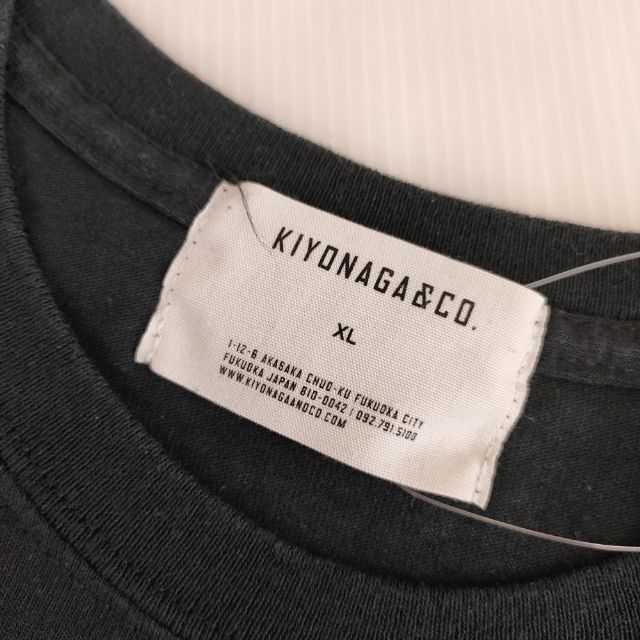 KIYONAGA&CO.
XL
1-12-6 AKASAKA CHUO-KU FUKUOKA CITY
FUKUOKA JAPAN 810-0042 | 092.791.5100
WWW.KIYONAGAANDCO.COM